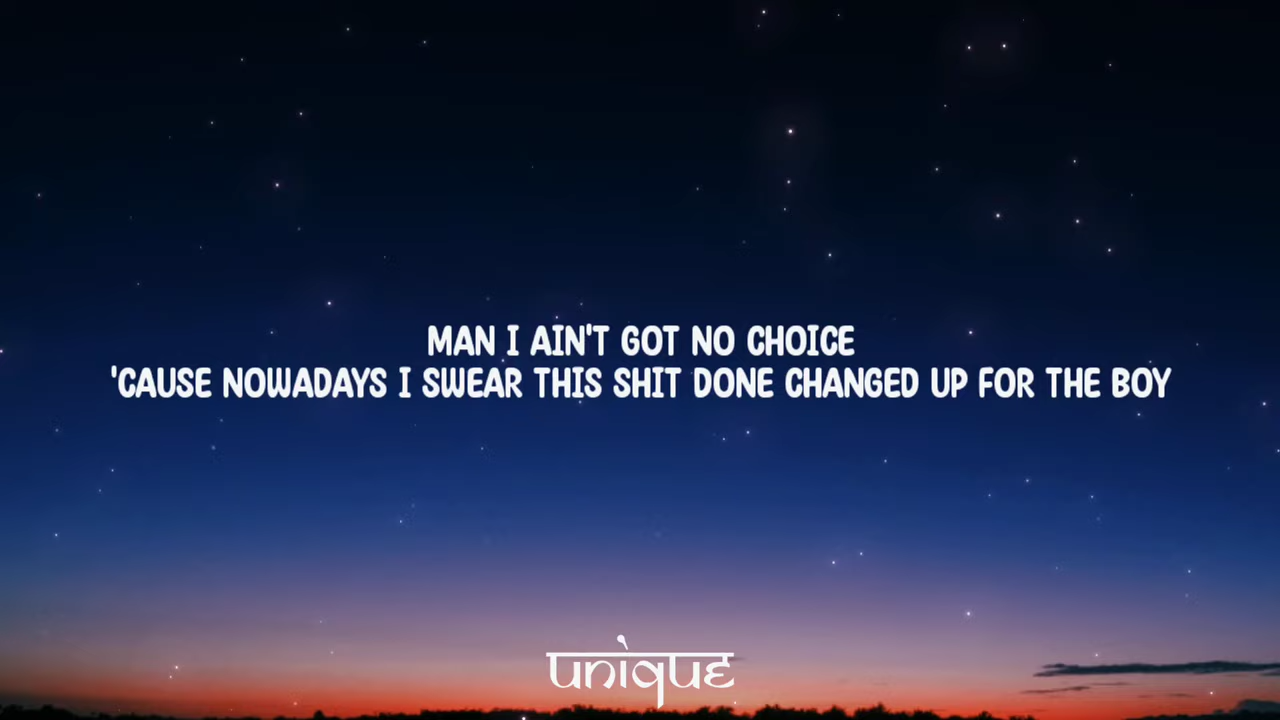 MAN I AIN'T GOT NO CHOICE
'CAUSE NOWADAYS I SWEAR THIS SHIT DONE CHANGED UP FOR THE BOY
UNIQUE